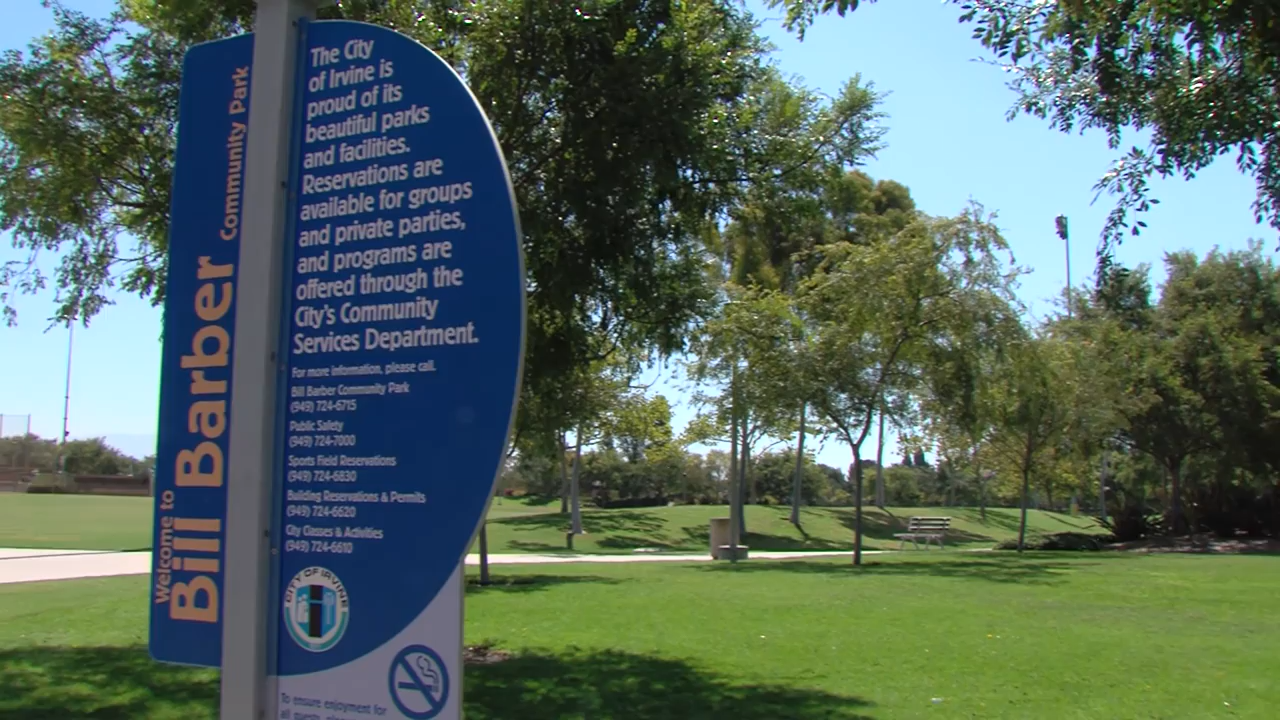 Welcome to
Bill Barber Community Park
The City
of Irvine is
proud of its
beautiful parks
and facilities.
Reservations are
available for groups
and private parties,
and programs are
offered through the
City's Community
Services Department.
For more information, please call.
Bill Barber Community Park
(949) 724-6715
Public Safety
(949) 724-7000
Sports Field Reservations
(949) 724-6830
Building Reservations & Permits
(949) 724-6620
City Classes & Activities
(949) 724-6610
CITY OF IRVINE
To ensure enjoyment for
all guests,